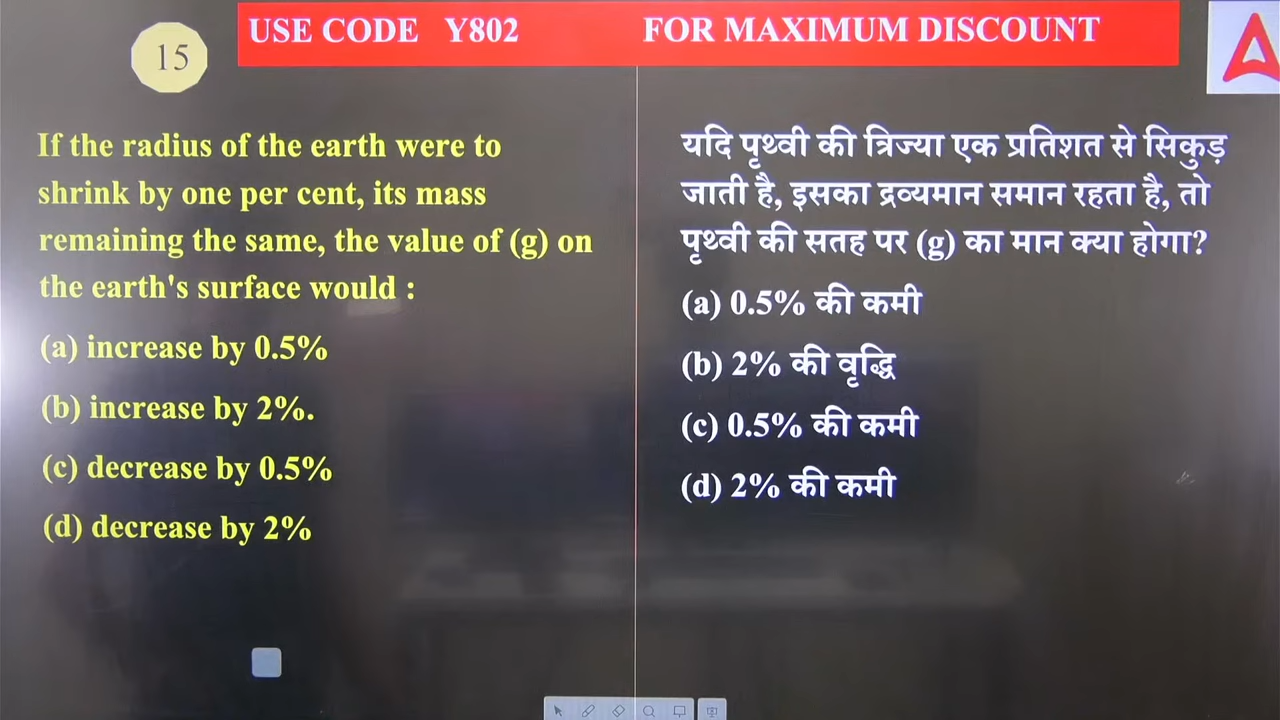 USE CODE Y802 FOR MAXIMUM DISCOUNT
15
If the radius of the earth were to
shrink by one per cent, its mass
remaining the same, the value of (g) on
the earth's surface would :
(a) increase by 0.5%
(b) increase by 2%.
(c) decrease by 0.5%
(d) decrease by 2%
यदि पृथ्वी की त्रिज्या एक प्रतिशत से सिकुड़
जाती है, इसका द्रव्यमान समान रहता है, तो
पृथ्वी की सतह पर (g) का मान क्या होगा?
(a) 0.5% की कमी
(b) 2% की वृद्धि
(c) 0.5% की कमी
(d) 2% की कमी